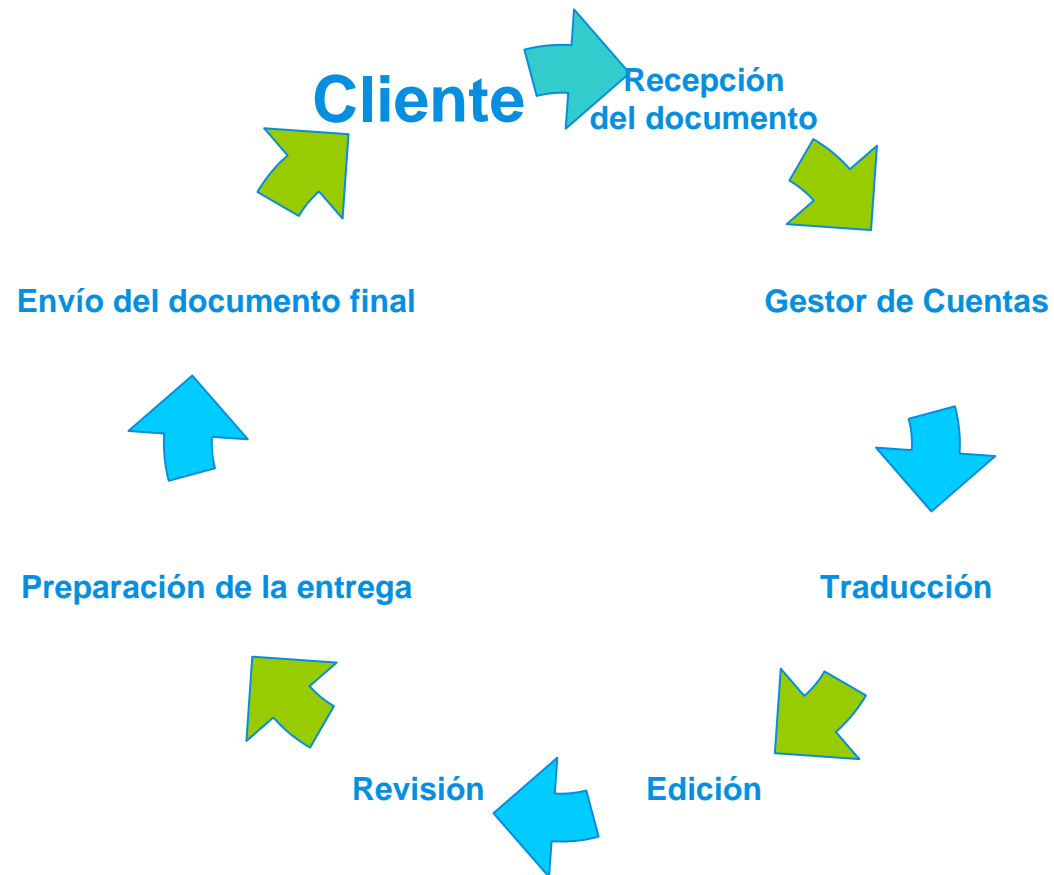 Cliente
Recepción
del documento
Gestor de Cuentas
Traducción
Edición
Revisión
Preparación de la entrega
Envío del documento final